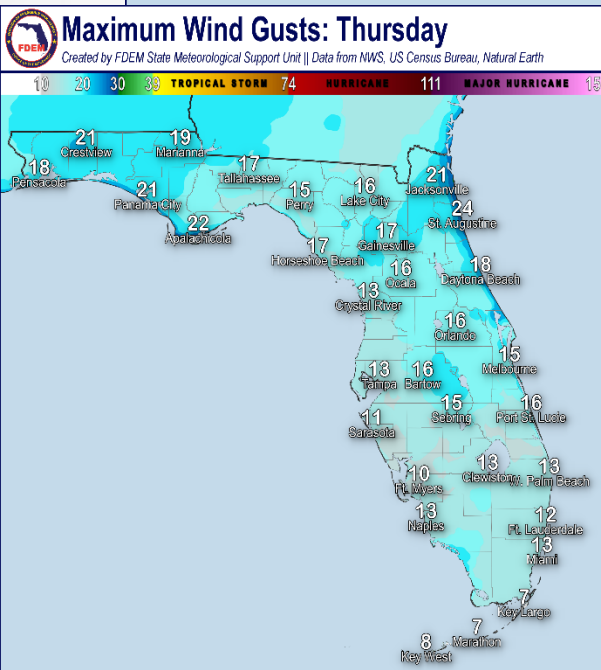 FDEM
Maximum Wind Gusts: Thursday
Created by FDEM State Meteorological Support Unit || Data from NWS, US Census Bureau, Natural Earth
10 20 30 39 TROPICAL STORM 74 HURRICANE 111 MAJOR HURRICANE 15
21
Crestview
19
Marianna
18
Pensacola
17
Tallahassee
21
Panama City
15
Perry
16
Lake City
21
Jacksonville
24
St. Augustine
22
Apalachicola
17
Horseshoe Beach
17
Gainesville
16
Ocala
18
Daytona Beach
13
Crystal River
16
Orlando
15
Melbourne
13
Tampa
16
Bartow
15
Sebring
16
Port St. Lucie
11
Sarasota
10
Ft. Myers
13
Clewiston
13
W. Palm Beach
13
Naples
12
Ft. Lauderdale
13
Miami
7
Key Largo
7
Marathon
8
Key West